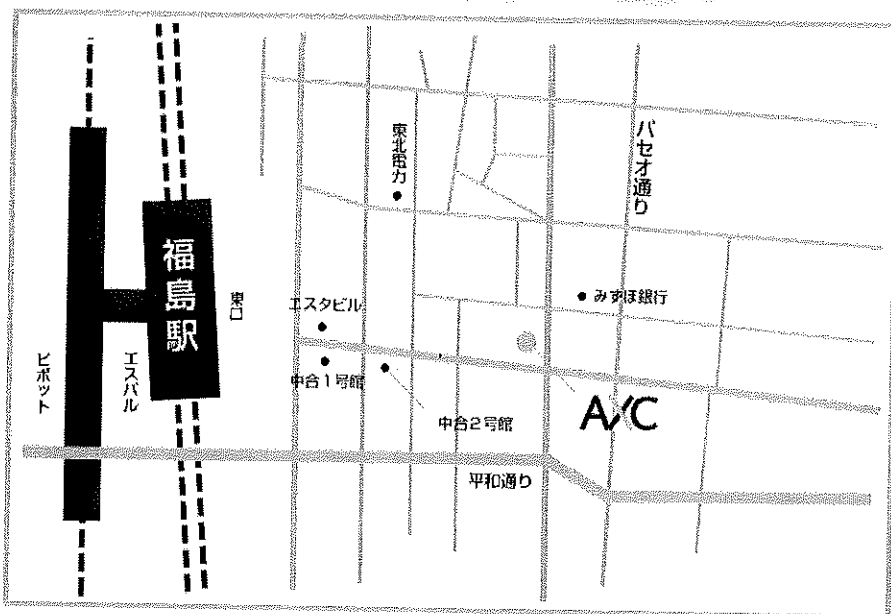 ピボット
エスパル
福島駅
東口
エスタビル
中合1号館
中合2号館
東北電力
パセオ通り
みずほ銀行
AXC
平和通り